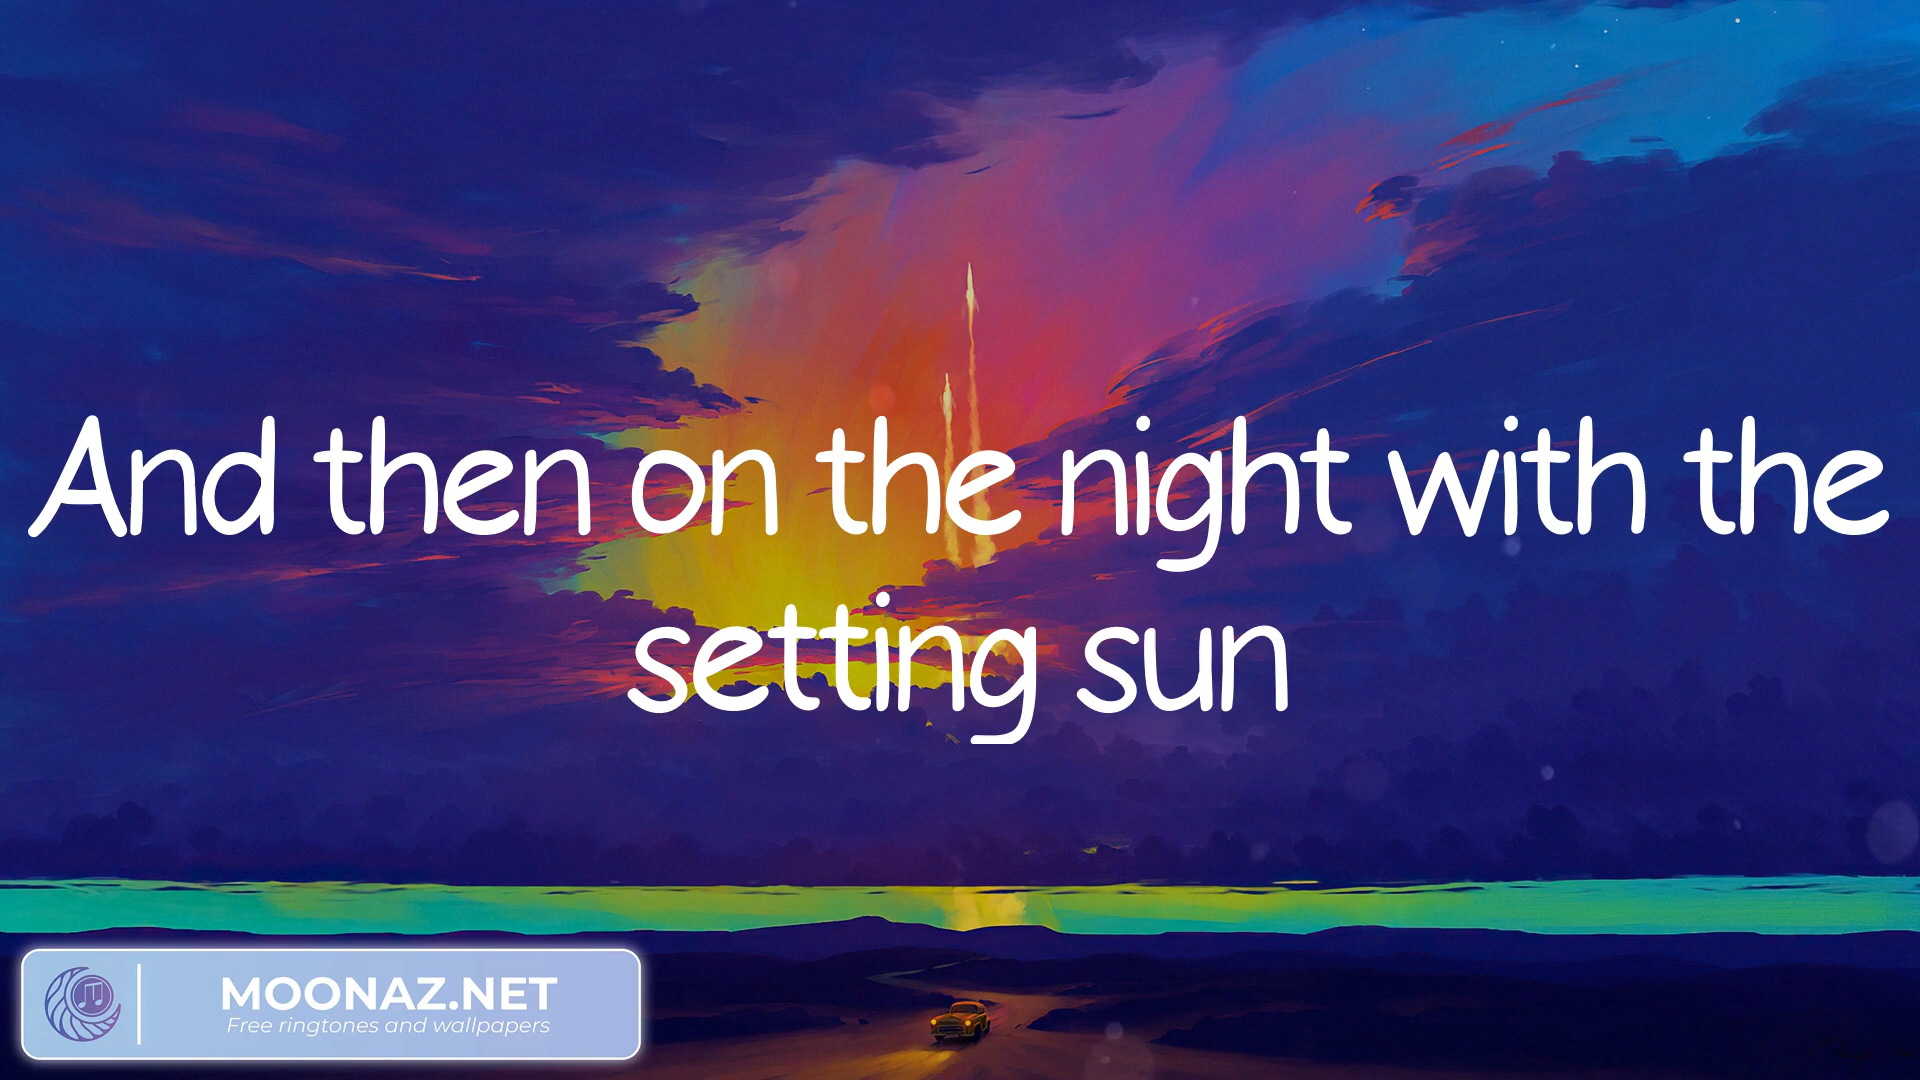 And then on the night with the
setting sun
MOONAZ.NET
Free ringtones and wallpapers